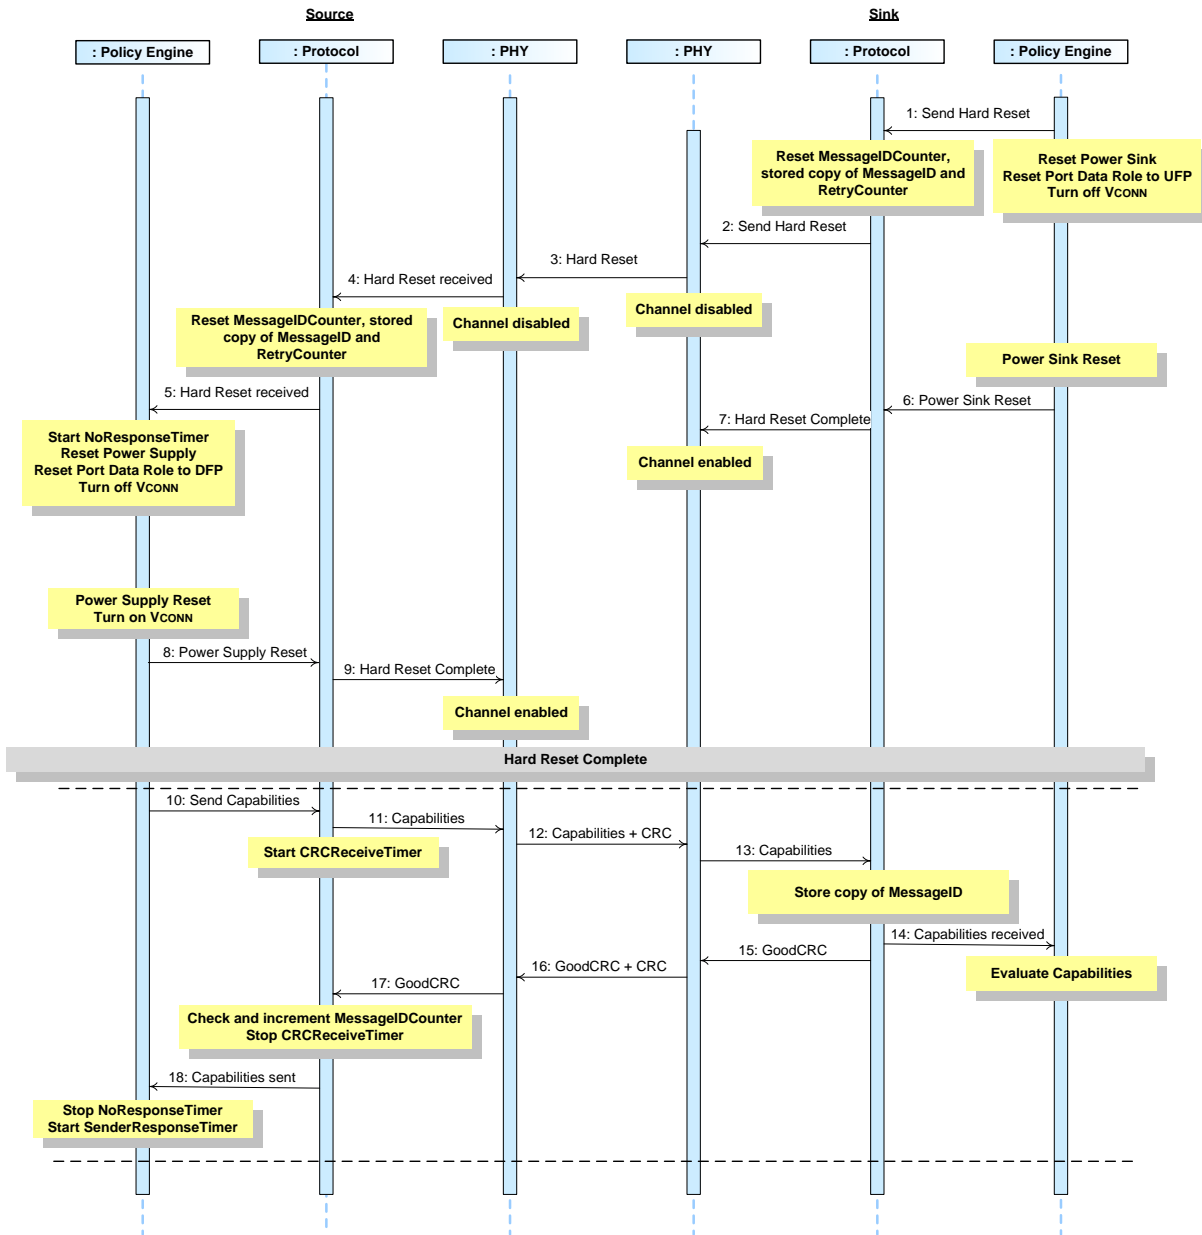 Source
Sink
: Policy Engine
: Protocol
: PHY
: PHY
: Protocol
: Policy Engine
1: Send Hard Reset
Reset MessageIDCounter,
stored copy of MessageID and
RetryCounter
Reset Power Sink
Reset Port Data Role to UFP
Turn off VCONN
2: Send Hard Reset
3: Hard Reset
4: Hard Reset received
Channel disabled
Reset MessageIDCounter, stored
copy of MessageID and
RetryCounter
Channel disabled
Power Sink Reset
5: Hard Reset received
6: Power Sink Reset
7: Hard Reset Complete
Start NoResponseTimer
Reset Power Supply
Reset Port Data Role to DFP
Turn off VCONN
Channel enabled
Power Supply Reset
Turn on VCONN
8: Power Supply Reset
9: Hard Reset Complete
Channel enabled
Hard Reset Complete
10: Send Capabilities
11: Capabilities
12: Capabilities + CRC
Start CRCReceiveTimer
13: Capabilities
Store copy of MessageID
14: Capabilities received
15: GoodCRC
16: GoodCRC + CRC
Evaluate Capabilities
17: GoodCRC
Check and increment MessageIDCounter
Stop CRCReceiveTimer
18: Capabilities sent
Stop NoResponseTimer
Start SenderResponseTimer